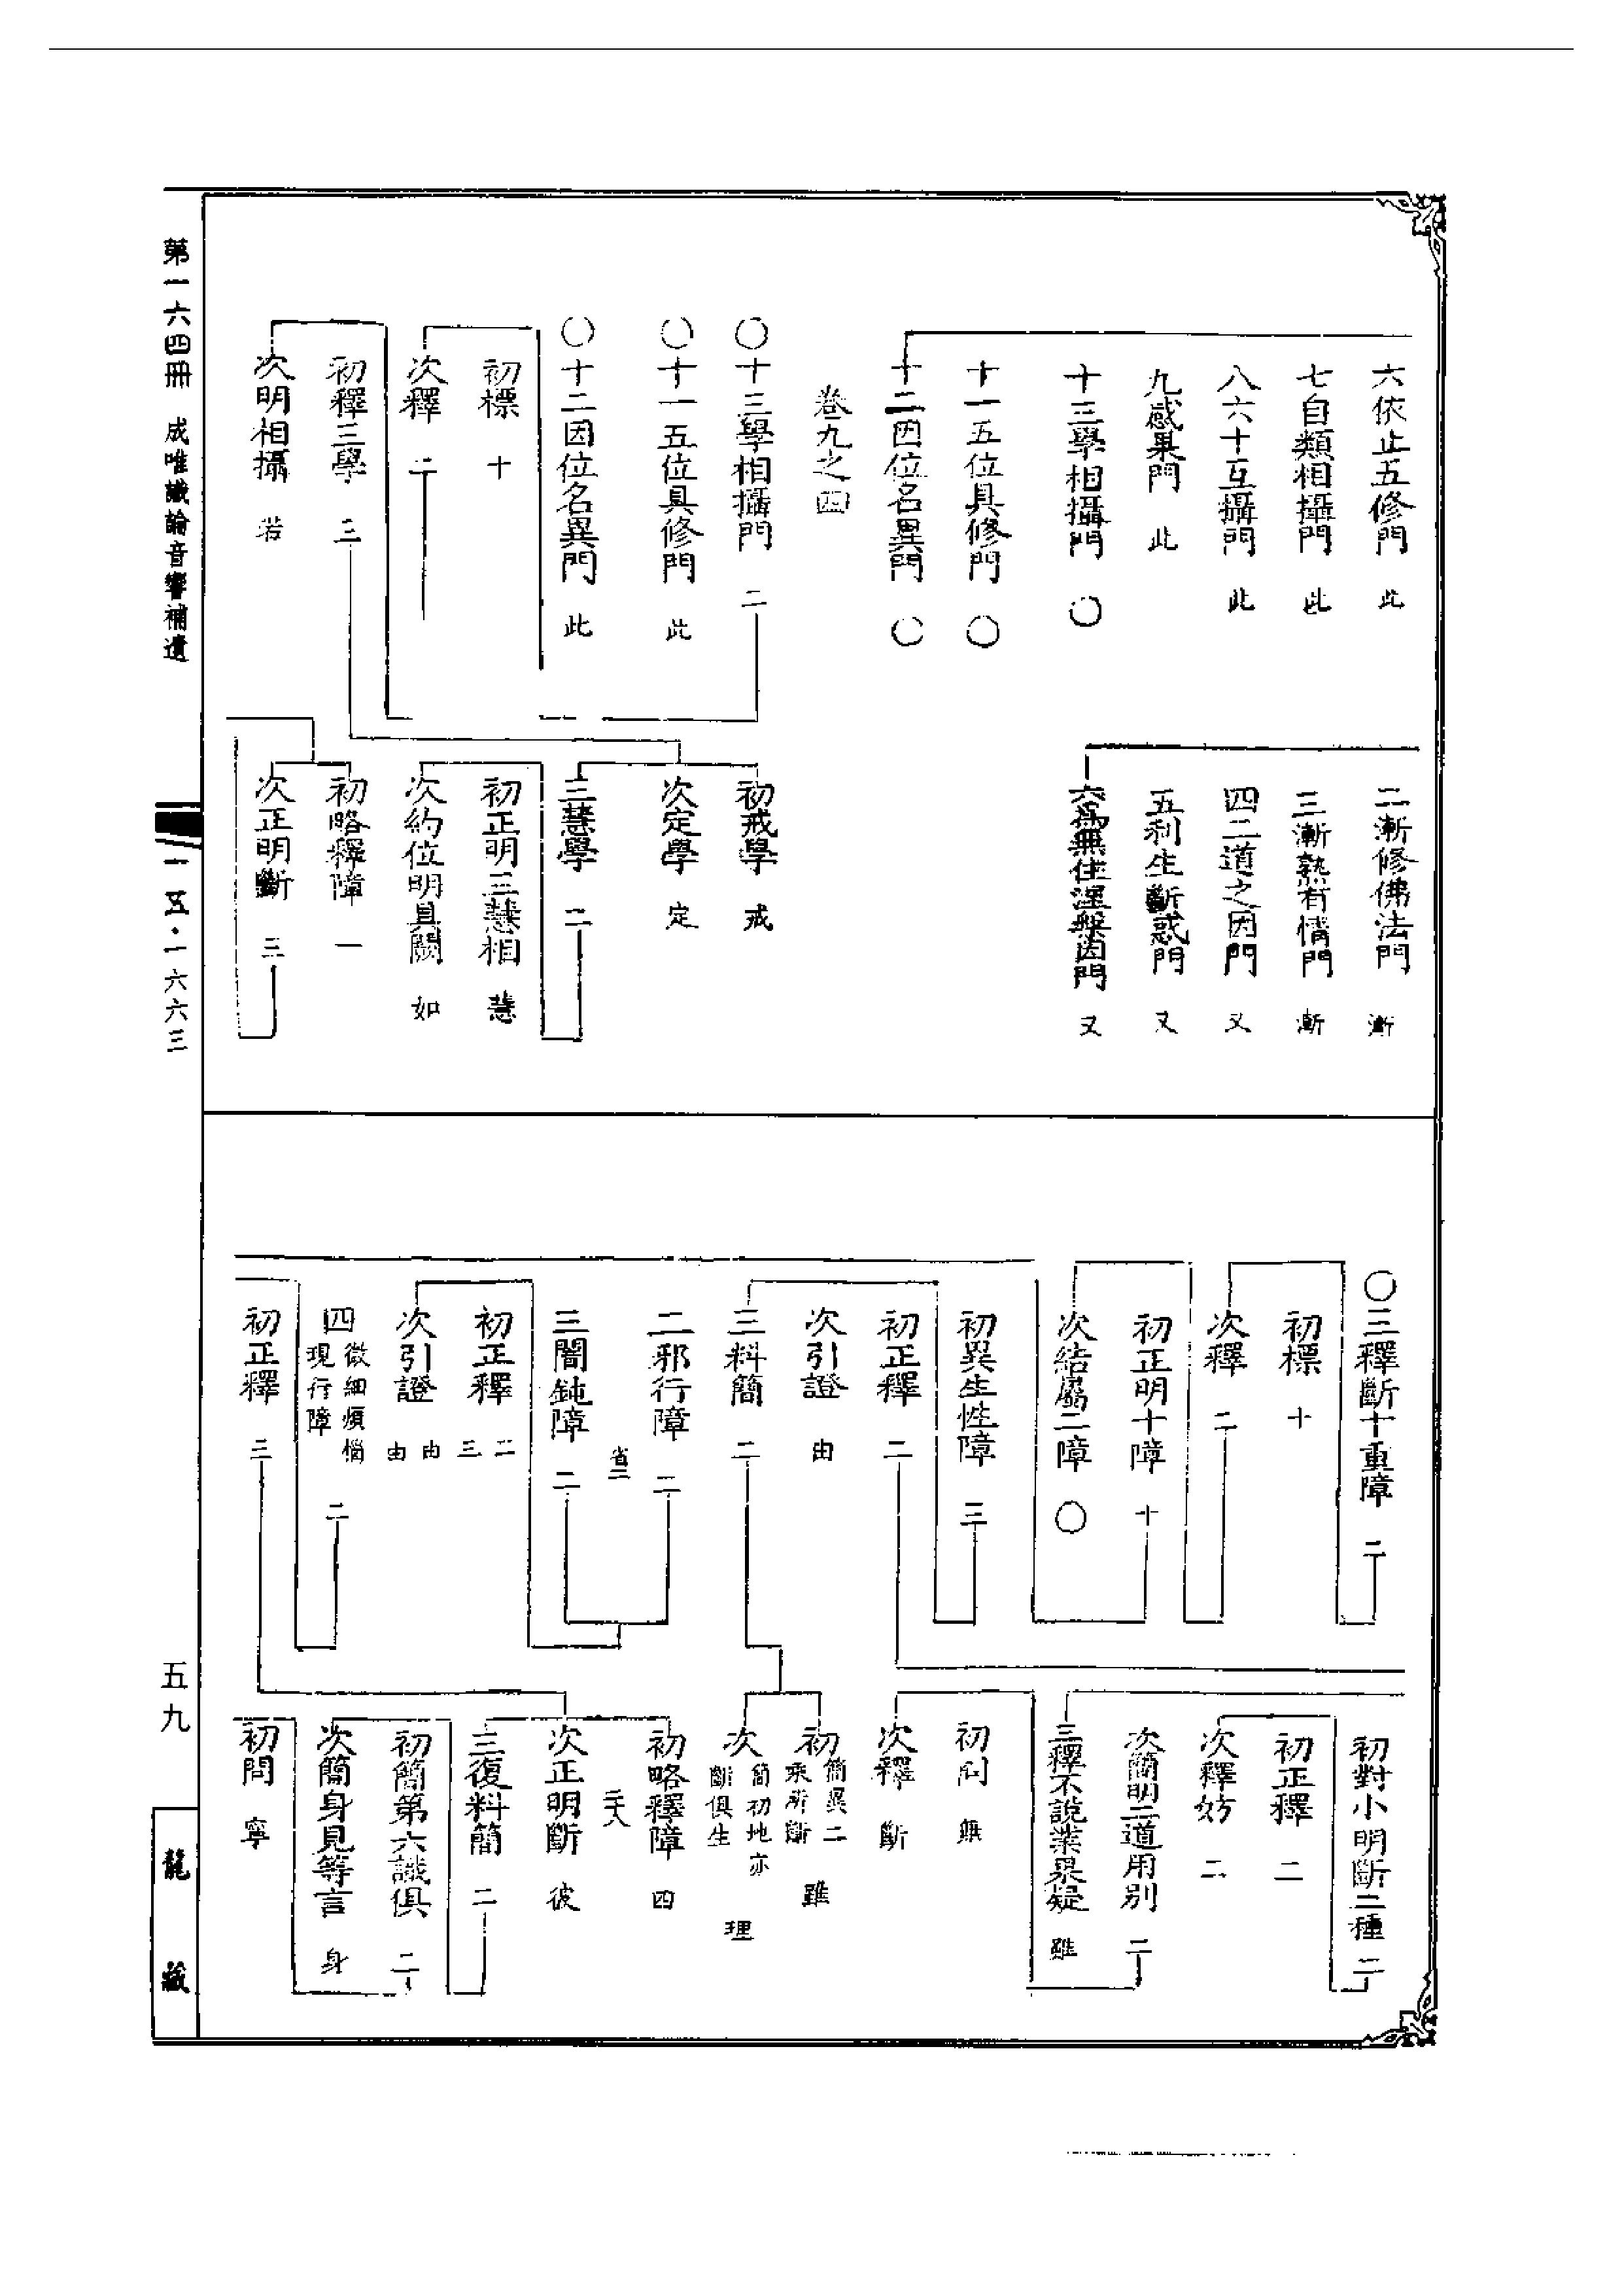 六依止五修門 此
七自類相攝門 此
八六十互攝門 此
九感果門 此
十三學相攝門 〇
十一五位具修門 〇
十二因位名異門 〇
卷九之四
〇十三學相攝門 二
〇十一五位具修門 此
〇十二因位名異門 此
初標 十
次釋 二
初釋三學 三
次明相攝 若
二漸修佛法門 漸
三漸熟有情門 漸
四二道之因門 又
五利生斷惑門 又
六為無住涅槃因門 又
初戒學 戒
次定學 定
三慧學 二
初正明三慧相 慧
次約位明具闕 如
初略釋障 一
次正明斷 三
〇三釋斷十重障 二
初標 十
次釋 二
初正明十障 十
次結屬二障 〇
初異生性障 三
初正釋 二
次引證 由
三料簡 二
二邪行障 二
省二
三闇鈍障 二
初正釋 二 三
次引證 由 由
四微細煩惱現行障 二
初正釋 三
初對小明斷二種 二
初正釋 二
次釋妨 二
次簡明二道用別 二
三釋不說業果疑 雖
初問 無
次釋 斷
初簡異二乘所斷 雖
次簡初地亦斷俱生 理
初略釋障 四
次正明斷 彼
三復料簡 二
初簡第六識俱 二
次簡身見等言 身
初問 寧
第一六四冊 成唯識論音響補遺
一五·一六六三
五九
龍藏